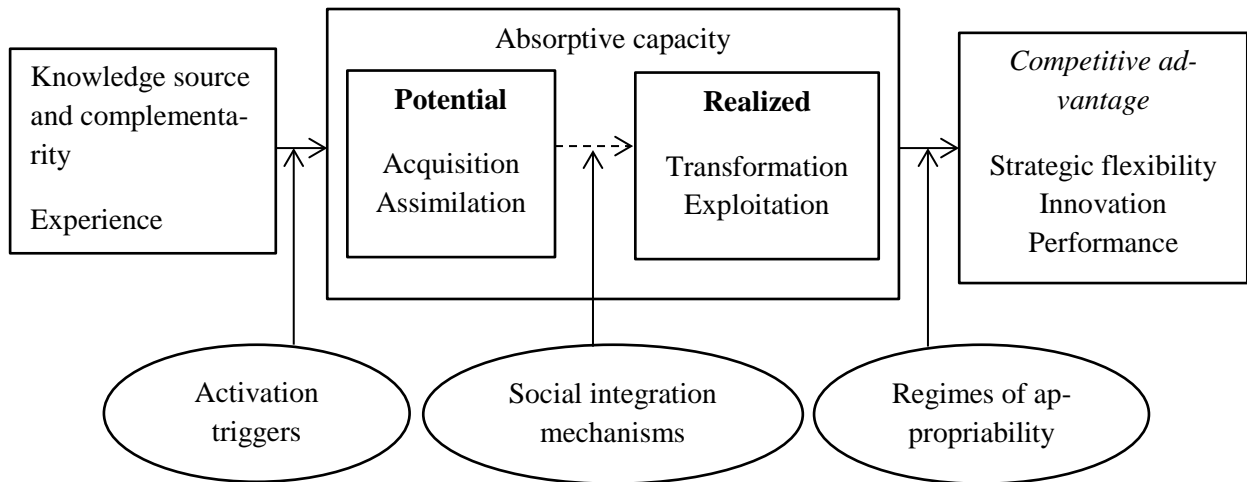 Knowledge source
and complementa-
rity
Experience
Absorptive capacity
Potential
Acquisition
Assimilation
Realized
Transformation
Exploitation
Competitive ad-
vantage
Strategic flexibility
Innovation
Performance
Activation
triggers
Social integration
mechanisms
Regimes of ap-
propriability